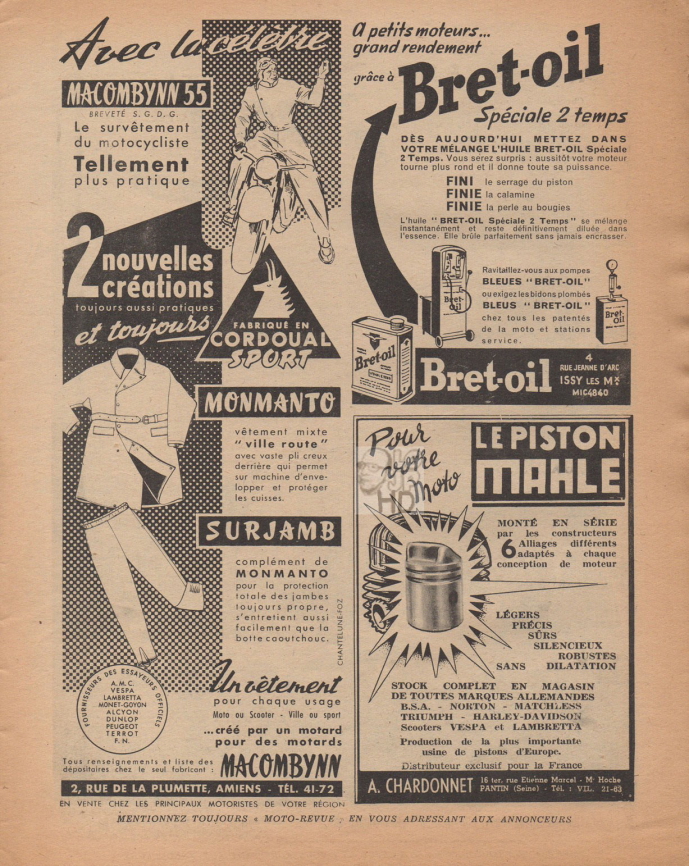 Avec la célèbre
MACOMBYNN 55
BREVETÉ S. G. D. G.
Le survêtement
du motocycliste
Tellement
plus pratique
2 nouvelles
créations
toujours aussi pratiques
et toujours
FABRIQUÉ EN
CORDOUAL
SPORT
MONMANTO
vêtement mixte
"ville route"
avec vaste pli creux
derrière qui permet
sur machine d'enve-
lopper et protéger
les cuisses.
SURJAMB
complément de
MONMANTO
pour la protection
totale des jambes
toujours propre,
s'entretient aussi
facilement que la
botte caoutchouc.
CHANTELUNE-FOZ
FOURNISSEURS DES ESSAYEURS OFFICIELS
A.M.C.
VESPA
LAMBRETTA
MONET-GOYON
ALCYON
DUNLOP
PEUGEOT
TERROT
F.N.
Un vêtement
pour chaque usage
Moto ou Scooter - Ville ou sport
...créé par un motard
pour des motards
Tous renseignements et liste des
dépositaires chez le seul fabricant :
MACOMBYNN
2, RUE DE LA PLUMETTE, AMIENS - TÉL. 41-72
EN VENTE CHEZ LES PRINCIPAUX MOTORISTES DE VOTRE RÉGION
A petits moteurs...
grand rendement
grâce à
Bret-oil
Spéciale 2 temps
DÈS AUJOURD'HUI METTEZ DANS
VOTRE MÉLANGE L'HUILE BRET-OIL Spéciale
2 Temps. Vous serez surpris : aussitôt votre moteur
tourne plus rond et il donne toute sa puissance.
FINI le serrage du piston
FINIE la calamine
FINIE la perle au bougies
L'huile "BRET-OIL Spéciale 2 Temps" se mélange
instantanément et reste définitivement diluée dans
l'essence. Elle brûle parfaitement sans jamais encrasser.
Ravitaillez-vous aux pompes
BLEUES "BRET-OIL"
ou exigez les bidons plombés
BLEUS "BRET-OIL"
chez tous les patentés
de la moto et stations
service.
Bret-Oil
Bret-Oil
Bret-oil
Bret-oil
4
RUE JEANNE D'ARC
ISSY LES Mx
MIC4840
Pour
votre
Moto
LE PISTON
MAHLE
MONTÉ EN SÉRIE
par les constructeurs
6 Alliages différents
adaptés à chaque
conception de moteur
LÉGERS
PRÉCIS
SÛRS
SILENCIEUX
ROBUSTES
SANS DILATATION
STOCK COMPLET EN MAGASIN
DE TOUTES MARQUES ALLEMANDES
B.S.A. - NORTON - MATCHLESS
TRIUMPH - HARLEY-DAVIDSON
Scooters VESPA et LAMBRETTA
Production de la plus importante
usine de pistons d'Europe.
Distributeur exclusif pour la France
A. CHARDONNET
16 ter, rue Etienne Marcel - Mo Hoche
PANTIN (Seine) - Tél. : VIL. 21-63
MENTIONNEZ TOUJOURS « MOTO-REVUE » EN VOUS ADRESSANT AUX ANNONCEURS